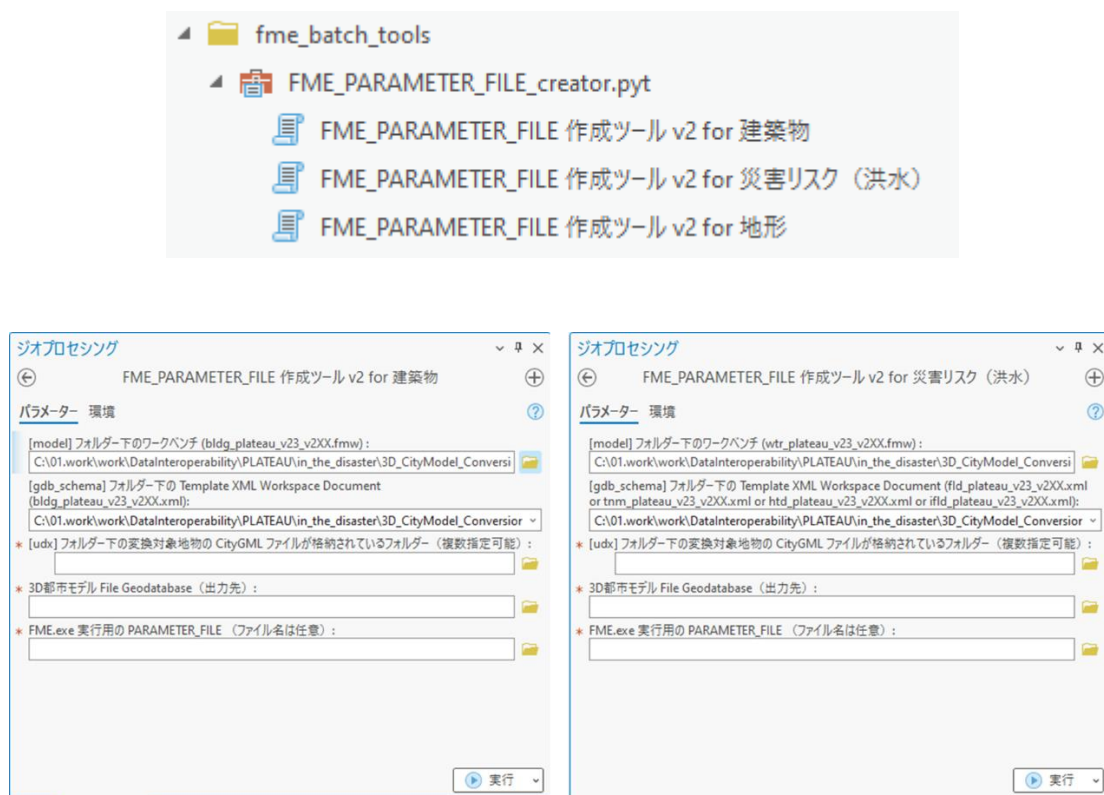 fme_batch_tools
FME_PARAMETER_FILE_creator.pyt
FME_PARAMETER_FILE 作成ツール v2 for 建築物
FME_PARAMETER_FILE 作成ツール v2 for 災害リスク（洪水）
FME_PARAMETER_FILE 作成ツール v2 for 地形
ジオプロセシング
FME_PARAMETER_FILE 作成ツール v2 for 建築物
パラメーター 環境
[model] フォルダー下のワークベンチ (bldg_plateau_v23_v2XX.fmw) :
C:\01.work\work\DataInteroperability\PLATEAU\in_the_disaster\3D_CityModel_Conversi
[gdb_schema] フォルダー下の Template XML Workspace Document
(bldg_plateau_v23_v2XX.xml):
C:\01.work\work\DataInteroperability\PLATEAU\in_the_disaster\3D_CityModel_Conversior
* [udx] フォルダー下の変換対象地物の CityGML ファイルが格納されているフォルダー（複数指定可能）:
* 3D都市モデル File Geodatabase（出力先）:
* FME.exe 実行用の PARAMETER_FILE （ファイル名は任意）:
実行
ジオプロセシング
FME_PARAMETER_FILE 作成ツール v2 for 災害リスク（洪水）
パラメーター 環境
[model] フォルダー下のワークベンチ (wtr_plateau_v23_v2XX.fmw) :
C:\01.work\work\DataInteroperability\PLATEAU\in_the_disaster\3D_CityModel_Conversi
[gdb_schema] フォルダー下の Template XML Workspace Document (fld_plateau_v23_v2XX.xml
or tnm_plateau_v23_v2XX.xml or htd_plateau_v23_v2XX.xml or ifld_plateau_v23_v2XX.xml):
C:\01.work\work\DataInteroperability\PLATEAU\in_the_disaster\3D_CityModel_Conversior
* [udx] フォルダー下の変換対象地物の CityGML ファイルが格納されているフォルダー（複数指定可能）:
* 3D都市モデル File Geodatabase（出力先）:
* FME.exe 実行用の PARAMETER_FILE （ファイル名は任意）:
実行